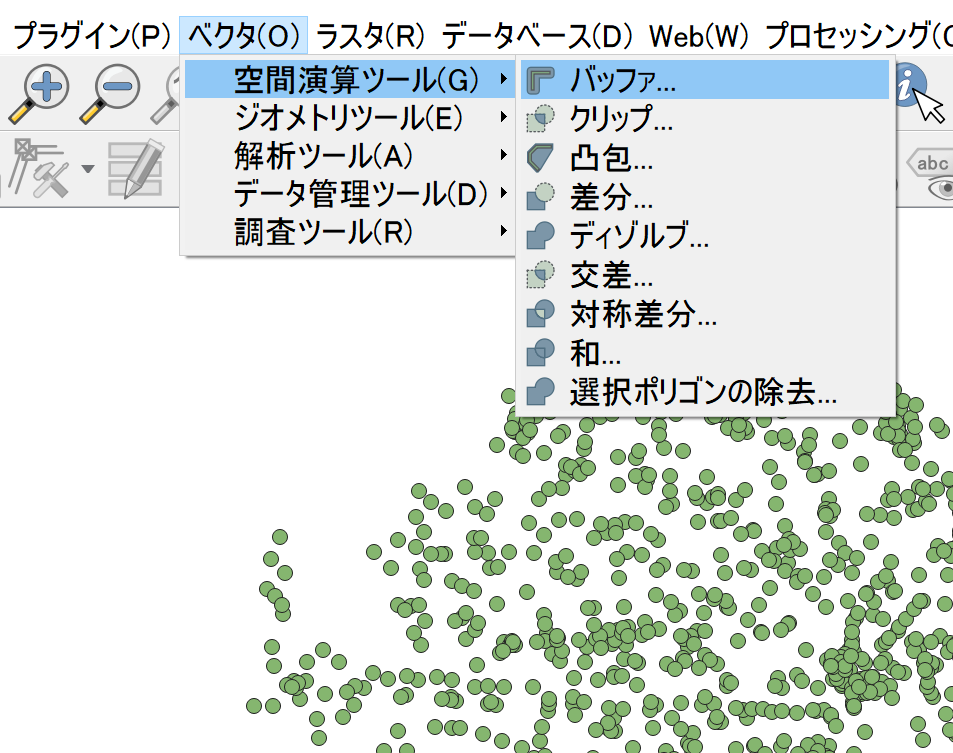 プラグイン(P) ベクタ(O) ラスタ(R) データベース(D) Web(W) プロセッシング(C
空間演算ツール(G)
ジオメトリツール(E)
解析ツール(A)
データ管理ツール(D)
調査ツール(R)
バッファ...
クリップ...
凸包...
差分...
ディゾルブ...
交差...
対称差分...
和...
選択ポリゴンの除去...
abc